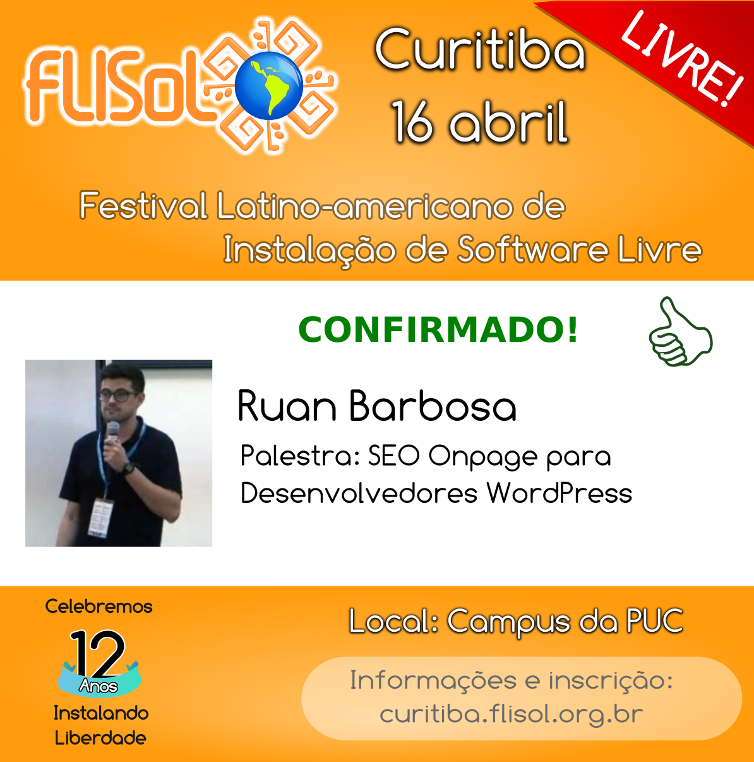 fLISoL
Curitiba
16 abril
LIVRE!
Festival Latino-americano de
Instalação de Software Livre
CONFIRMADO!
Ruan Barbosa
Palestra: SEO Onpage para
Desenvolvedores WordPress
Celebremos
12
Anos
Instalando
Liberdade
Local: Campus da PUC
Informações e inscrição:
curitiba.flisol.org.br